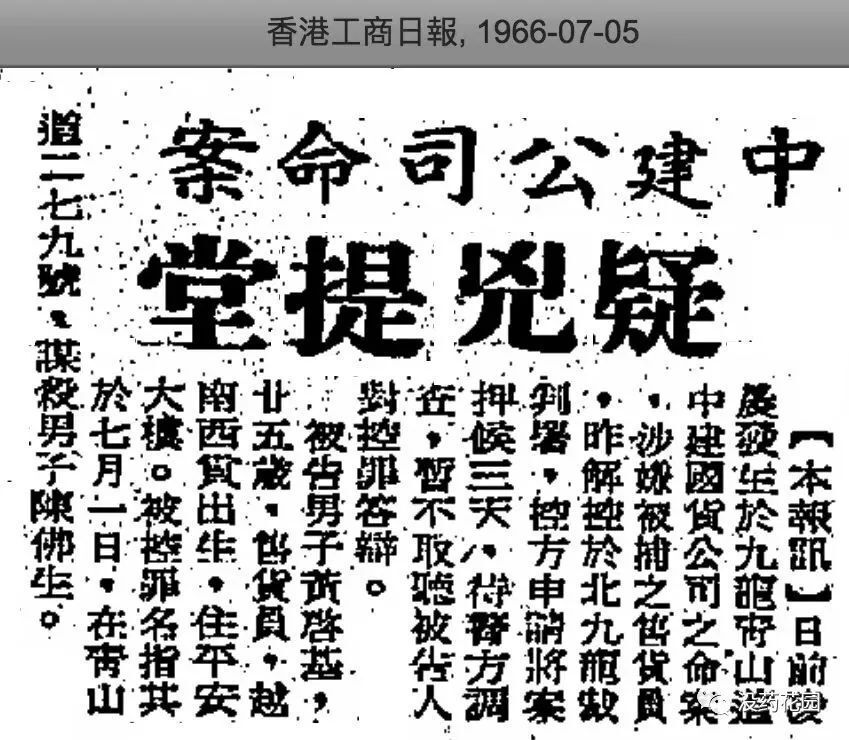 香港工商日報, 1966-07-05
中建公司命案
疑兇提堂
【本報訊】日前凌
晨發生於九龍靑山道
中建國貨公司之命案
，涉嫌被捕之售貨員
，昨解控於北九龍裁
判署，控方申請將案
押候三天，待警方調
查，暫不取聽被告人
對控罪答辯。
被告男子黃啓基，
廿五歲，售貨員，越
南西貢出生，住平安
大樓。被控罪名指其
於七月一日，在靑山
道二七九號，謀殺男子陳佛生。
没药花园